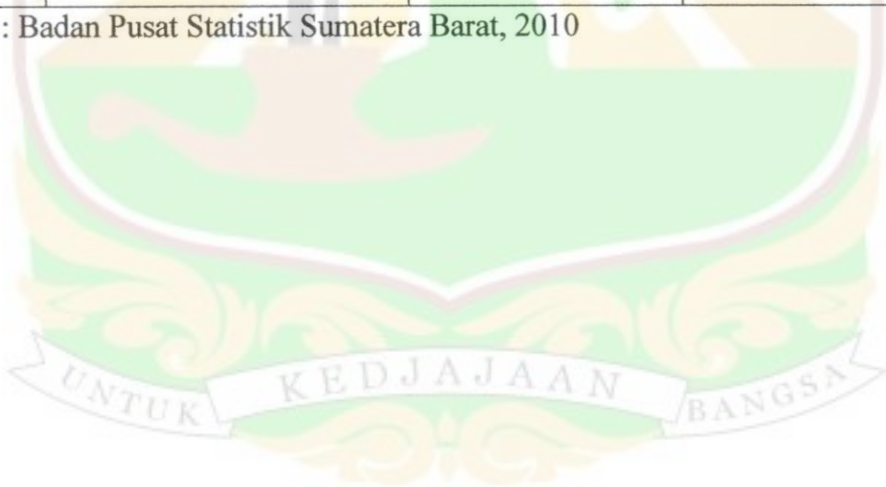 : Badan Pusat Statistik Sumatera Barat, 2010
UNTUK KEDJAJAAN BANGSA